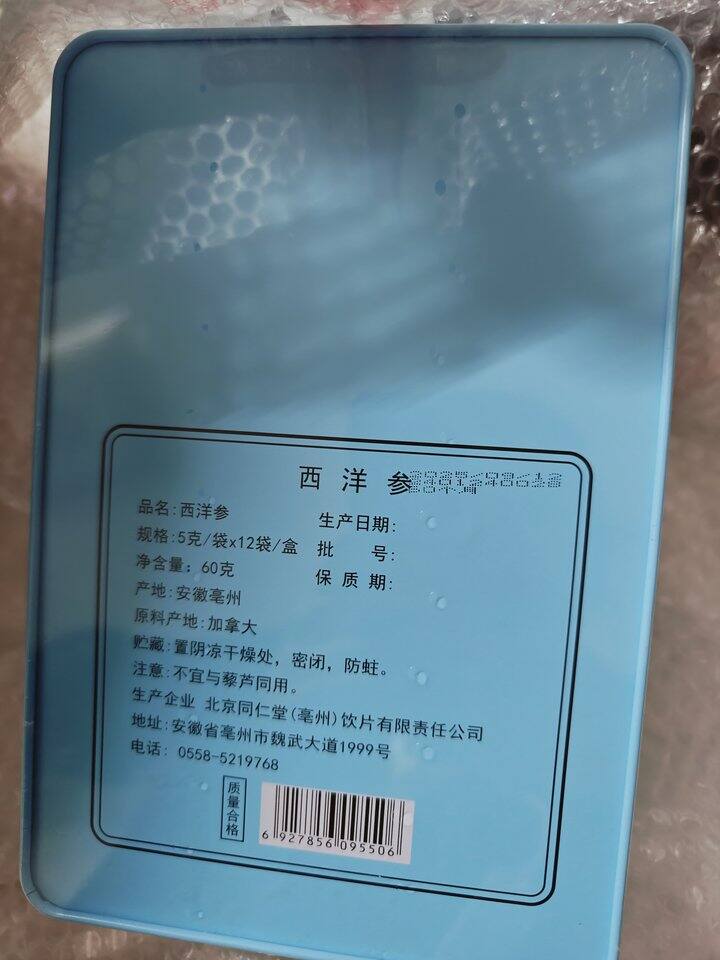 西洋参
品名:西洋参
生产日期:
规格:5克/袋x12袋/盒
批 号:
净含量：60克
保质期:
产地:安徽亳州
原料产地:加拿大
贮藏:置阴凉干燥处，密闭，防蛀。
注意:不宜与藜芦同用。
生产企业 北京同仁堂(亳州)饮片有限责任公司
地址:安徽省亳州市魏武大道1999号
电话: 0558-5219768
质量合格
6 927856 095506